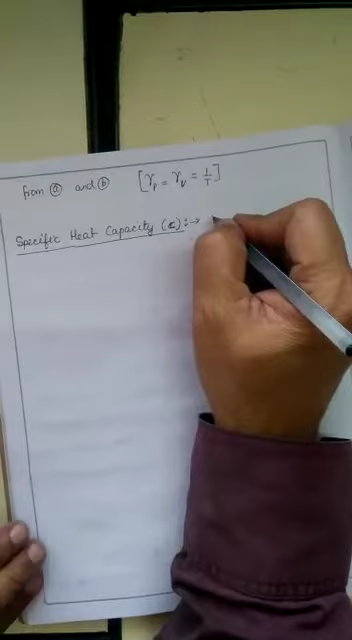 from ⓐ and ⓑ [γp = γv = 1/T]
Specific Heat Capacity (c):→